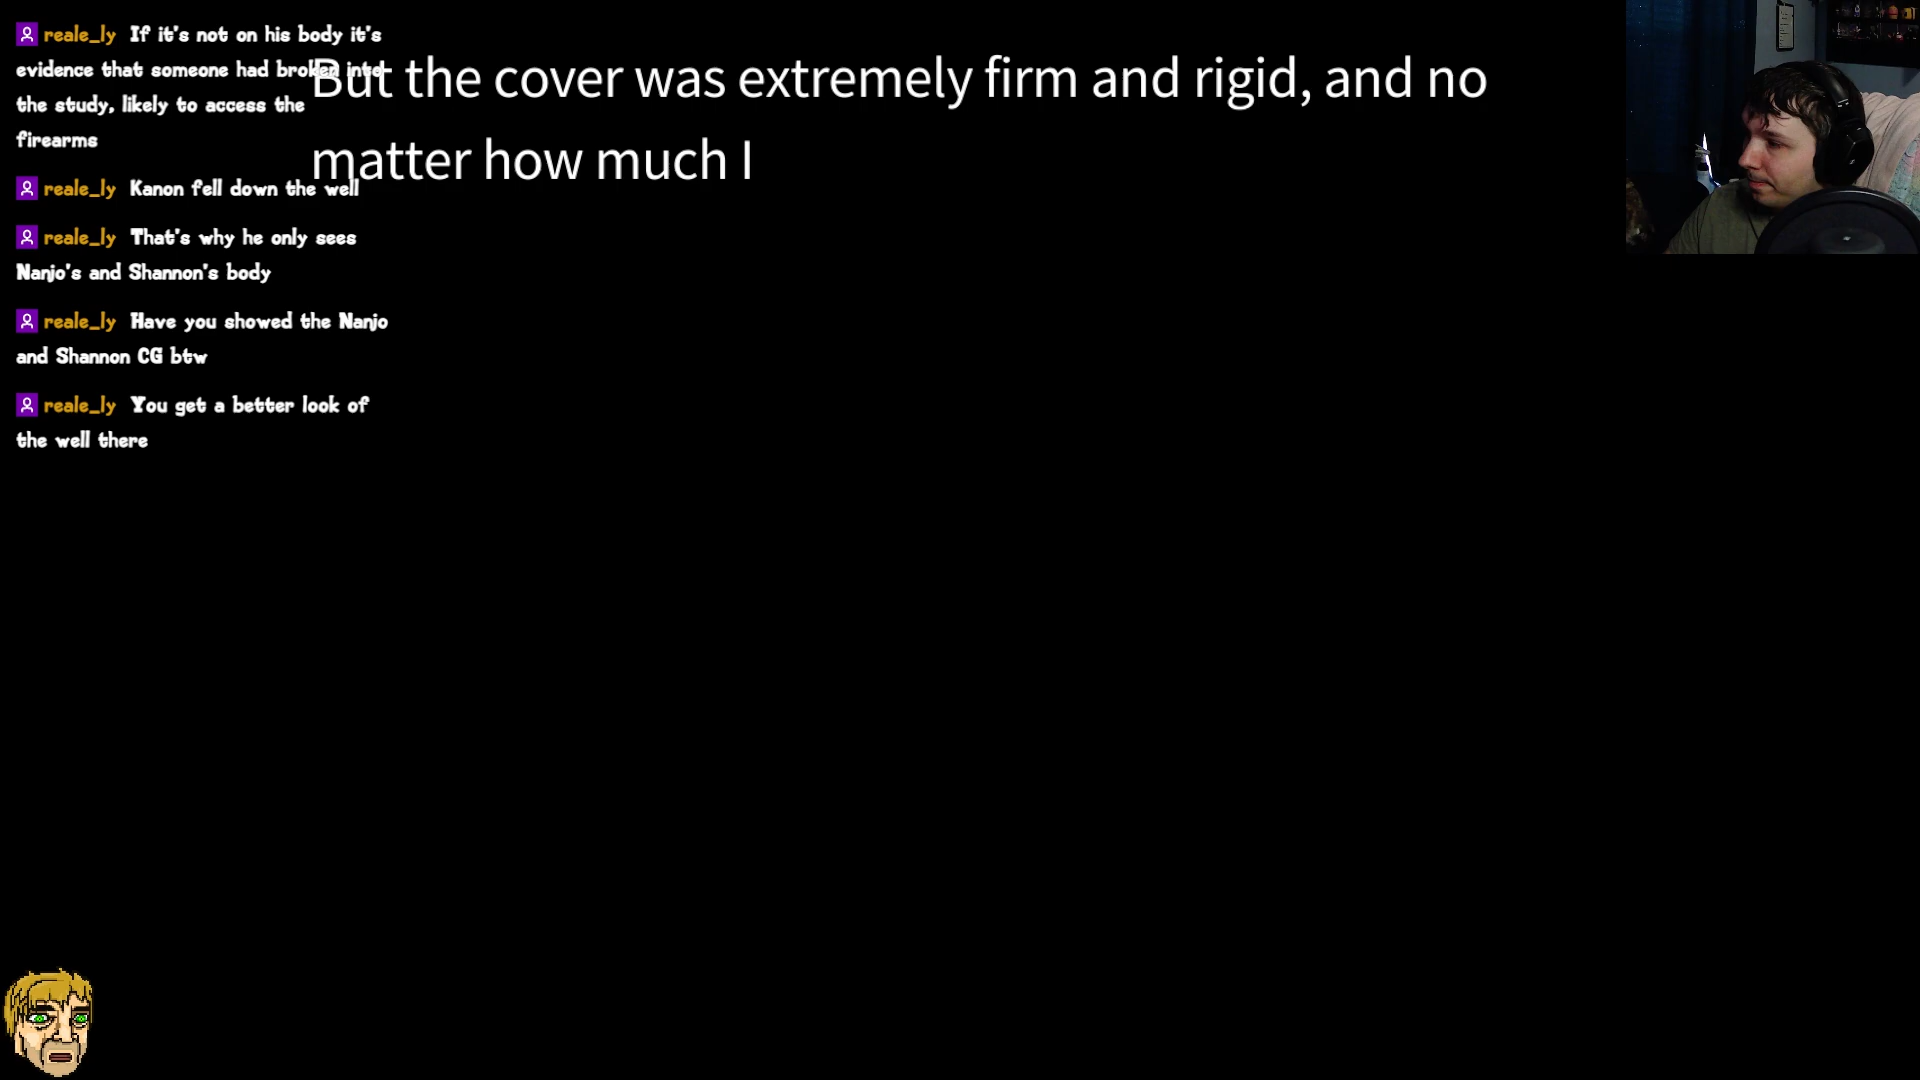 reale_ly If it's not on his body it's
evidence that someone had broken into
the study, likely to access the
firearms
reale_ly Kanon fell down the well
reale_ly That's why he only sees
Nanjo's and Shannon's body
reale_ly Have you showed the Nanjo
and Shannon CG btw
reale_ly You get a better look of
the well there
But the cover was extremely firm and rigid, and no
matter how much I